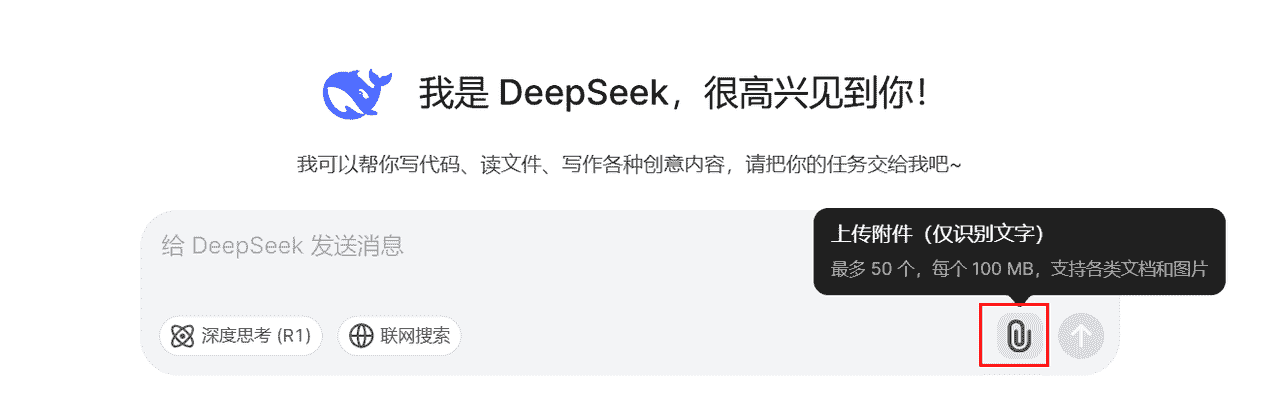 我是 DeepSeek，很高兴见到你！
我可以帮你写代码、读文件、写作各种创意内容，请把你的任务交给我吧~
给 DeepSeek 发送消息
上传附件（仅识别文字）
最多 50 个，每个 100 MB，支持各类文档和图片
深度思考 (R1)
联网搜索